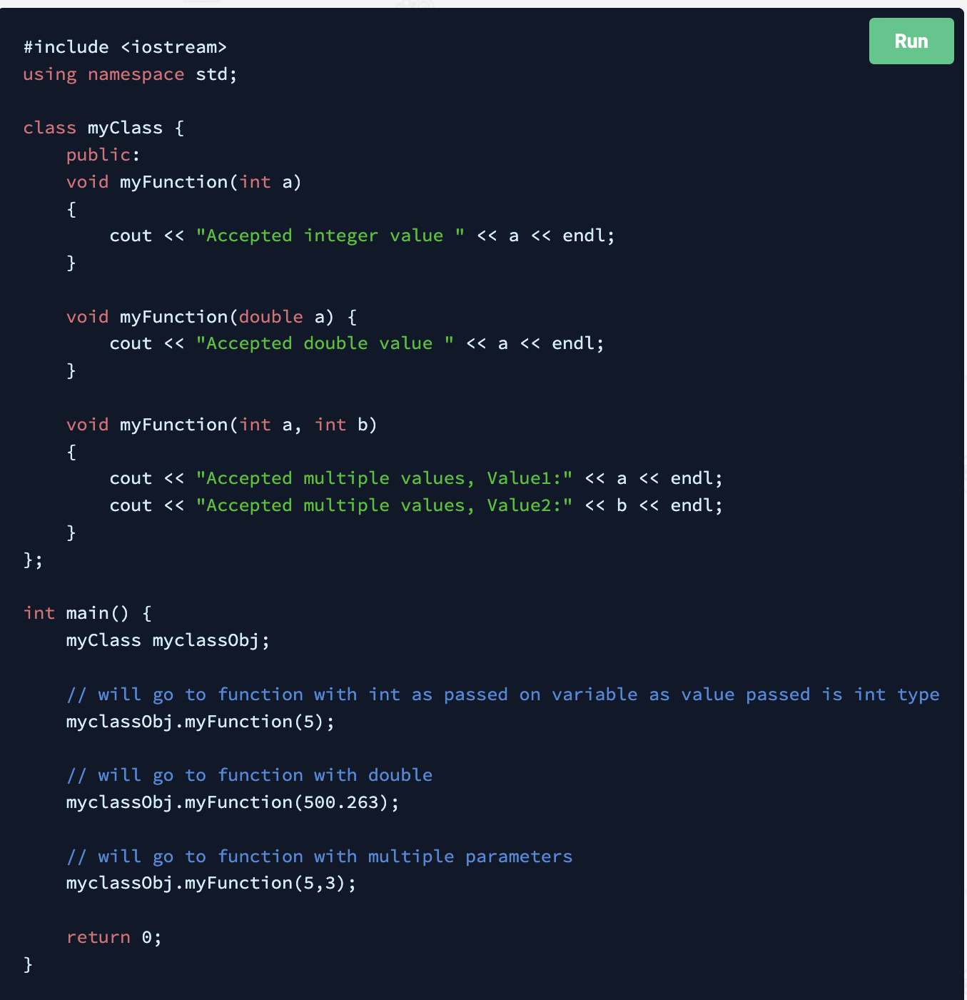 Run
#include <iostream>
using namespace std;
class myClass {
public:
void myFunction(int a)
{
cout << "Accepted integer value " << a << endl;
}
void myFunction(double a) {
cout << "Accepted double value " << a << endl;
}
void myFunction(int a, int b)
{
cout << "Accepted multiple values, Value1:" << a << endl;
cout << "Accepted multiple values, Value2:" << b << endl;
}
};
int main() {
myClass myclassObj;
// will go to function with int as passed on variable as value passed is int type
myclassObj.myFunction(5);
// will go to function with double
myclassObj.myFunction(500.263);
// will go to function with multiple parameters
myclassObj.myFunction(5,3);
return 0;
}